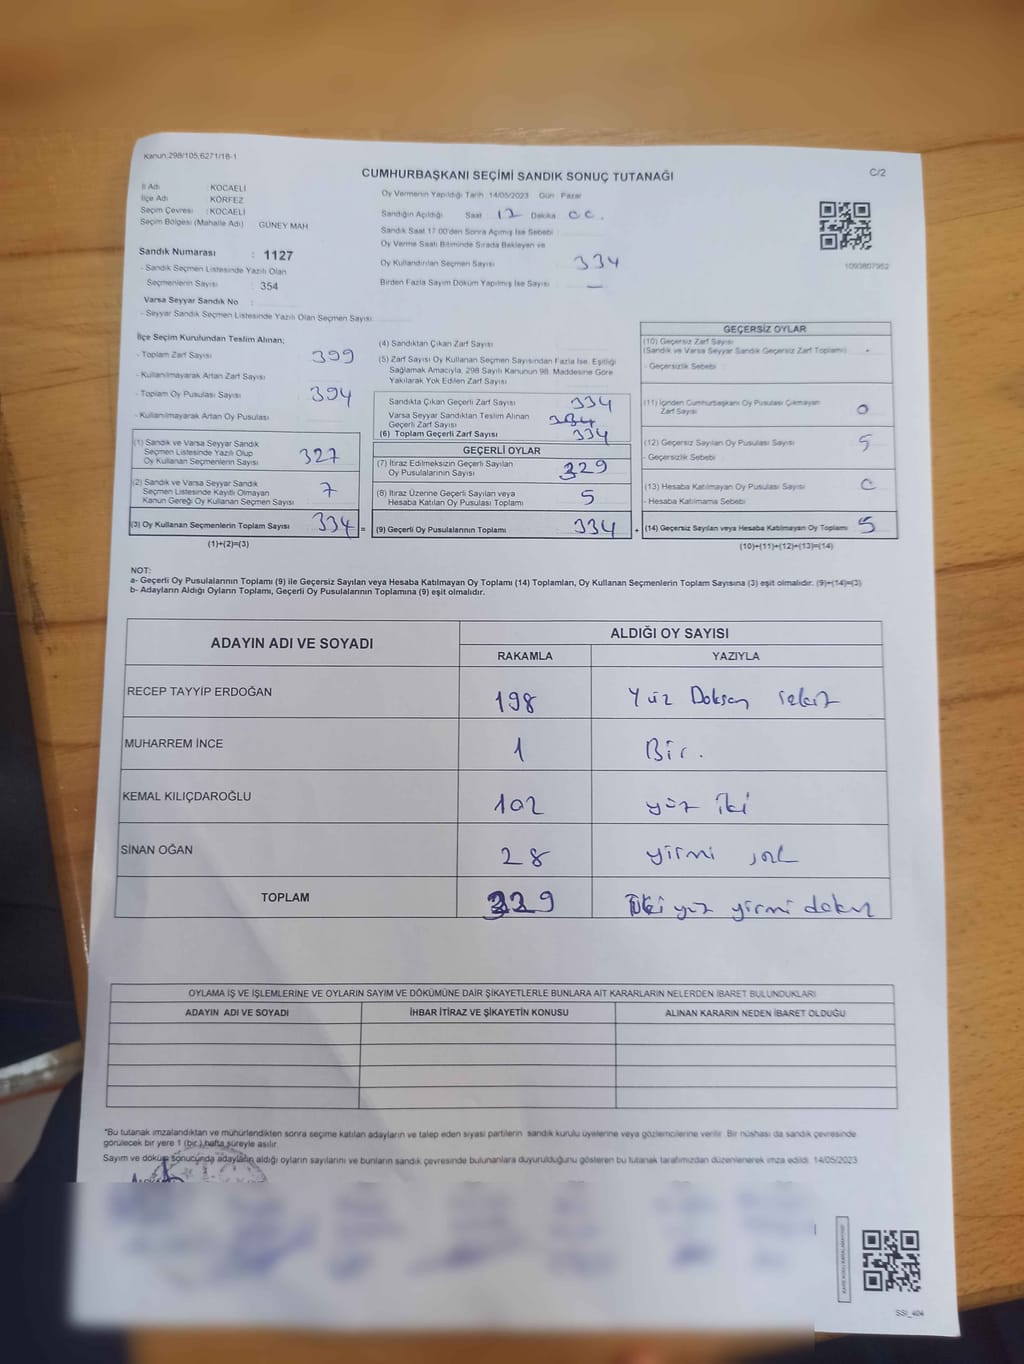 Kanun:298/105,6271/18-1
CUMHURBAŞKANI SEÇİMİ SANDIK SONUÇ TUTANAĞI
C/2
İl Adı : KOCAELİ
İlçe Adı : KÖRFEZ
Seçim Çevresi : KOCAELİ
Seçim Bölgesi (Mahalle Adı) GÜNEY MAH
Sandık Numarası : 1127
- Sandık Seçmen Listesinde Yazılı Olan
Seçmenlerin Sayısı : 354
Varsa Seyyar Sandık No :
- Seyyar Sandık Seçmen Listesinde Yazılı Olan Seçmen Sayısı:
Oy Vermenin Yapıldığı Tarih :14/05/2023 Gün : Pazar
Sandığın Açıldığı Saat : 17 Dakika : 00.
Sandık Saat 17:00'den Sonra Açımış İse Sebebi :
Oy Verme Saati Bitiminde Sırada Bekleyen ve
Oy Kullandırılan Seçmen Sayısı : 334
Birden Fazla Sayım Döküm Yapılmış İse Sayısı : —
1093807952
İlçe Seçim Kurulundan Teslim Alınan;
- Toplam Zarf Sayısı 399
- Kullanılmayarak Artan Zarf Sayısı
- Toplam Oy Pusulası Sayısı 394
- Kullanılmayarak Artan Oy Pusulası
(1) Sandık ve Varsa Seyyar Sandık
Seçmen Listesinde Yazılı Olup
Oy Kullanan Seçmenlerin Sayısı 327
(2) Sandık ve Varsa Seyyar Sandık
Seçmen Listesinde Kayıtlı Olmayan
Kanun Gereği Oy Kullanan Seçmen Sayısı 7
(3) Oy Kullanan Seçmenlerin Toplam Sayısı 334 =
(1)+(2)=(3)
(4) Sandıktan Çıkan Zarf Sayısı
(5) Zarf Sayısı Oy Kullanan Seçmen Sayısından Fazla İse, Eşitliği
Sağlamak Amacıyla, 298 Sayılı Kanunun 98. Maddesine Göre
Yakılarak Yok Edilen Zarf Sayısı
Sandıkta Çıkan Geçerli Zarf Sayısı 334
Varsa Seyyar Sandıktan Teslim Alınan
Geçerli Zarf Sayısı 334
(6) Toplam Geçerli Zarf Sayısı 334
GEÇERLİ OYLAR
(7) İtiraz Edilmeksizin Geçerli Sayılan
Oy Pusulalarının Sayısı 329
(8) İtiraz Üzerine Geçerli Sayılan veya
Hesaba Katılan Oy Pusulası Toplamı 5
(9) Geçerli Oy Pusulalarının Toplamı 334 +
GEÇERSİZ OYLAR
(10) Geçersiz Zarf Sayısı
(Sandık ve Varsa Seyyar Sandık Geçersiz Zarf Toplamı) -
- Geçersizlik Sebebi :
(11) İçinden Cumhurbaşkanı Oy Pusulası Çıkmayan
Zarf Sayısı 0
(12) Geçersiz Sayılan Oy Pusulası Sayısı 5
- Geçersizlik Sebebi :
(13) Hesaba Katılmayan Oy Pusulası Sayısı 0
- Hesaba Katılmama Sebebi :
(14) Geçersiz Sayılan veya Hesaba Katılmayan Oy Toplamı 5
(10)+(11)+(12)+(13)=(14)
NOT:
a- Geçerli Oy Pusulalarının Toplamı (9) ile Geçersiz Sayılan veya Hesaba Katılmayan Oy Toplamı (14) Toplamları, Oy Kullanan Seçmenlerin Toplam Sayısına (3) eşit olmalıdır. (9)+(14)=(3)
b- Adayların Aldığı Oyların Toplamı, Geçerli Oy Pusulalarının Toplamına (9) eşit olmalıdır.
ADAYIN ADI VE SOYADI
ALDIĞI OY SAYISI
RAKAMLA YAZIYLA
RECEP TAYYİP ERDOĞAN 198 Yüz Doksan sekiz
MUHARREM İNCE 1 Bir.
KEMAL KILIÇDAROĞLU 102 yüz iki
SİNAN OĞAN 28 yirmi
TOPLAM 329 yüz yirmi dokuz
OYLAMA İŞ VE İŞLEMLERİNE VE OYLARIN SAYIM VE DÖKÜMÜNE DAİR ŞİKAYETLERLE BUNLARA AİT KARARLARIN NELERDEN İBARET BULUNDUKLARI
ADAYIN ADI VE SOYADI İHBAR İTİRAZ VE ŞİKAYETİN KONUSU ALINAN KARARIN NEDEN İBARET OLDUĞU
*Bu tutanak imzalandıktan ve mühürlendikten sonra seçime katılan adayların ve talep eden siyasi partilerin sandık kurulu üyelerine veya gözlemcilerine verilir. Bir nüshası da sandık çevresinde
görülecek bir yere 1 (bir) hafta süreyle asılır.
Sayım ve döküm sonucunda adayların aldığı oyların sayılarını ve bunların sandık çevresinde bulunanlara duyurulduğunu gösteren bu tutanak tarafımızdan düzenlenerek imza edildi. 14/05/2023
SSI_404